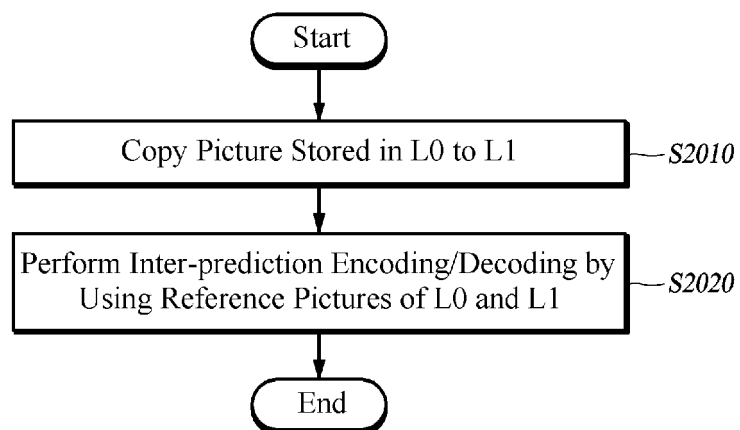 Start
Copy Picture Stored in L0 to L1
S2010
Perform Inter-prediction Encoding/Decoding by
Using Reference Pictures of L0 and L1
S2020
End